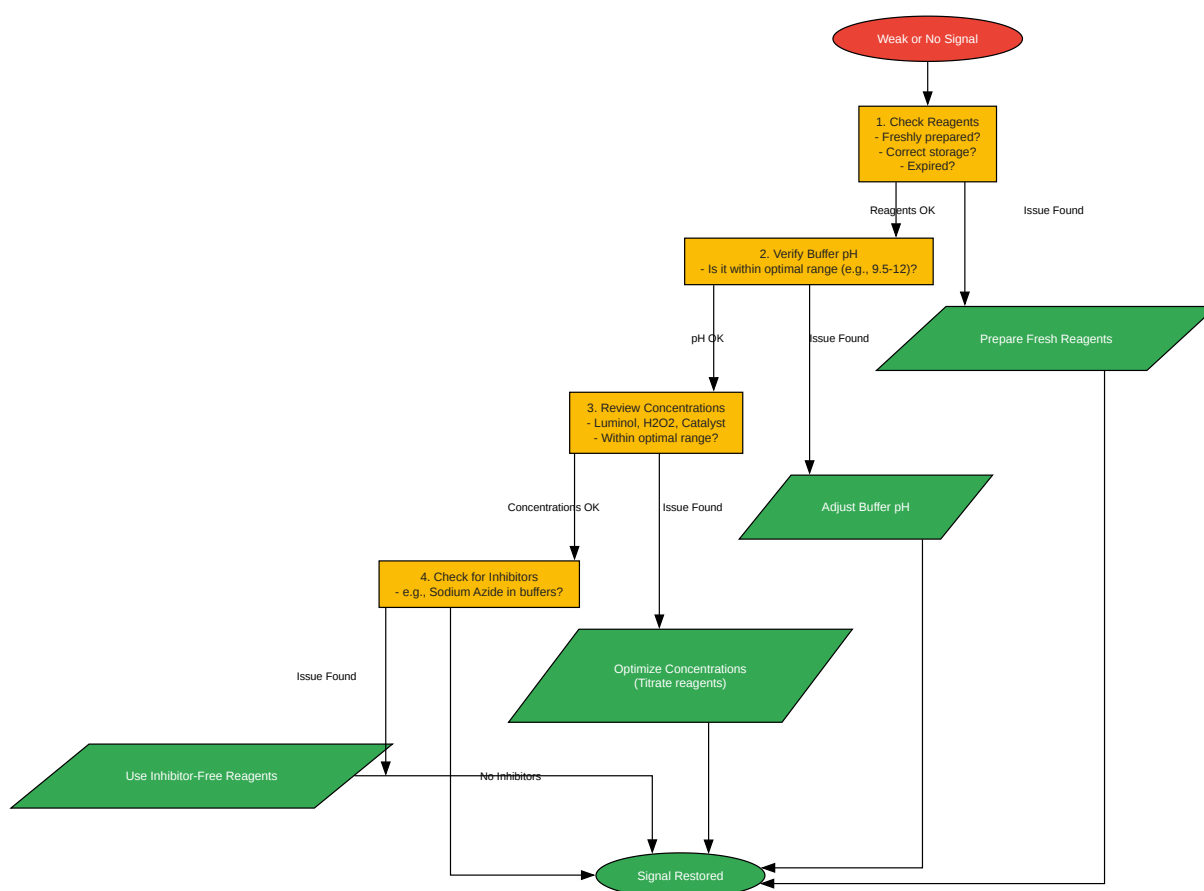 Weak or No Signal
1. Check Reagents
- Freshly prepared?
- Correct storage?
- Expired?
Reagents OK
Issue Found
2. Verify Buffer pH
- Is it within optimal range (e.g., 9.5-12)?
pH OK
Issue Found
Prepare Fresh Reagents
3. Review Concentrations
- Luminol, H2O2, Catalyst
- Within optimal range?
Concentrations OK
Issue Found
Adjust Buffer pH
4. Check for Inhibitors
- e.g., Sodium Azide in buffers?
Issue Found
Optimize Concentrations
(Titrate reagents)
Use Inhibitor-Free Reagents
No Inhibitors
Signal Restored